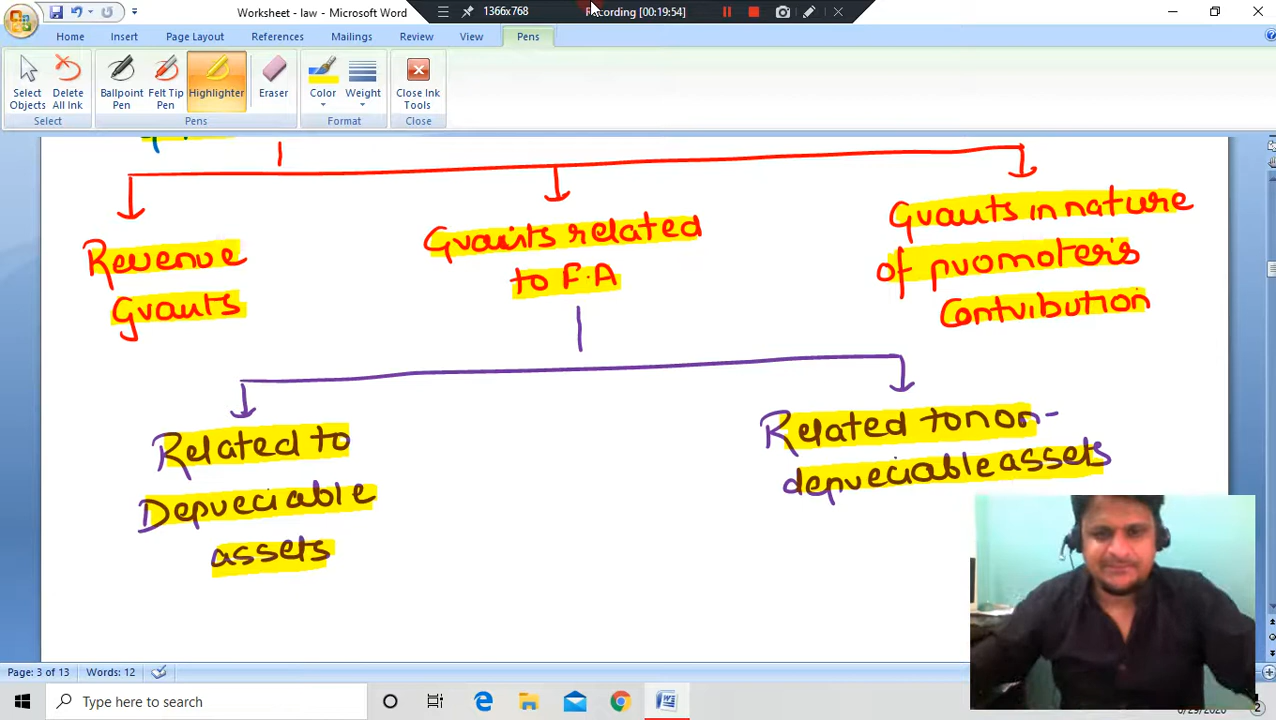 Worksheet - law - Microsoft Word
1366x768
Recording [00:19:54]
Home Insert Page Layout References Mailings Review View Pens
Select Objects
Delete All Ink
Ballpoint Pen
Felt Tip Pen
Highlighter
Eraser
Color
Weight
Close Ink Tools
Select Pens Format Close
Revenue
Grants
Grants related
to F.A
Grants in nature
of promoter's
Contribution
Related to
Depreciable
assets
Related to non-
depreciable assets
Page: 3 of 13 Words: 12
Type here to search
2